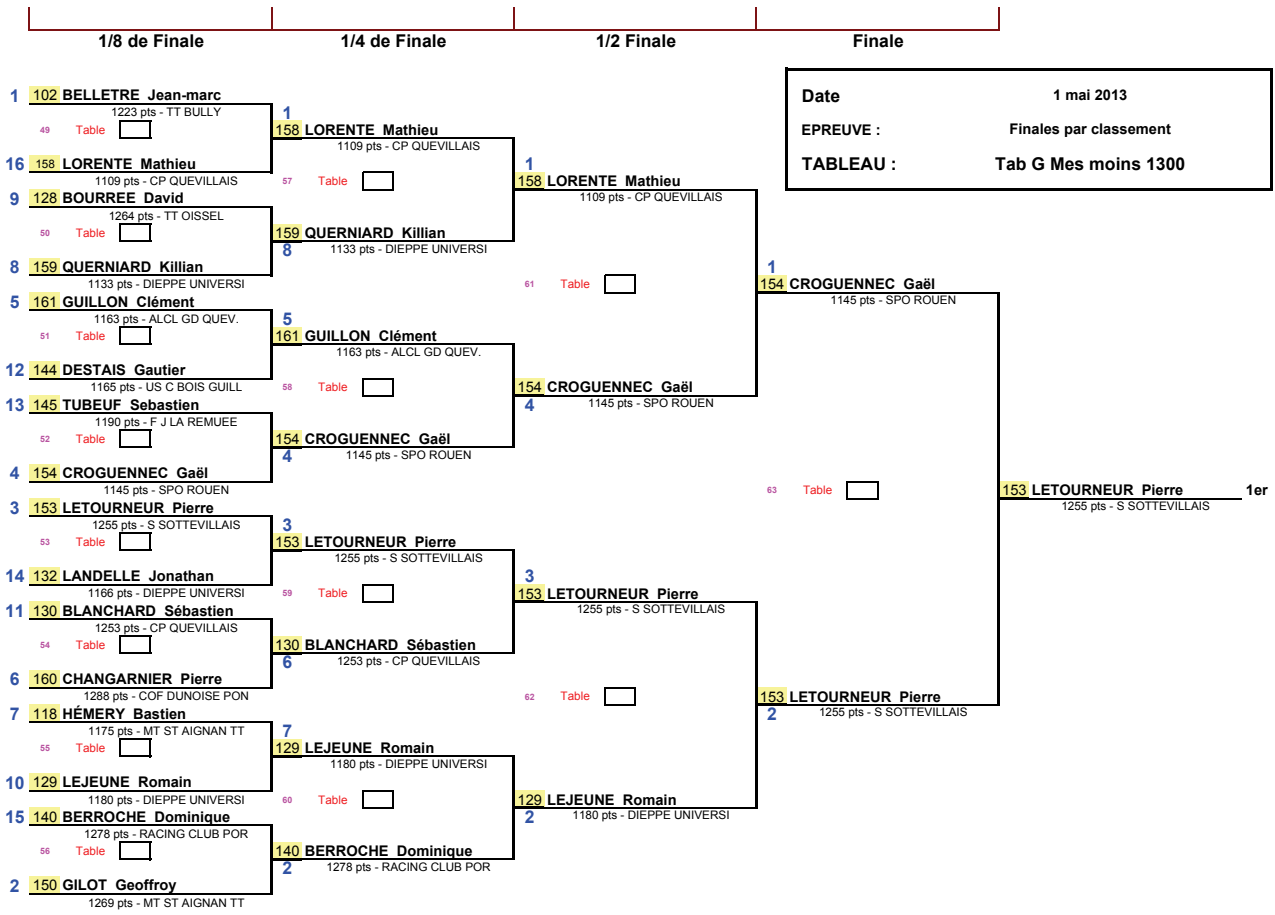 1/8 de Finale
1/4 de Finale
1/2 Finale
Finale
Date 1 mai 2013
EPREUVE : Finales par classement
TABLEAU : Tab G Mes moins 1300
1 102 BELLETRE Jean-marc
1223 pts - TT BULLY
49 Table
16 158 LORENTE Mathieu
1109 pts - CP QUEVILLAIS
9 128 BOURREE David
1264 pts - TT OISSEL
50 Table
8 159 QUERNIARD Killian
1133 pts - DIEPPE UNIVERSI
5 161 GUILLON Clément
1163 pts - ALCL GD QUEV.
51 Table
12 144 DESTAIS Gautier
1165 pts - US C BOIS GUILL
13 145 TUBEUF Sebastien
1190 pts - F J LA REMUEE
52 Table
4 154 CROGUENNEC Gaël
1145 pts - SPO ROUEN
3 153 LETOURNEUR Pierre
1255 pts - S SOTTEVILLAIS
53 Table
14 132 LANDELLE Jonathan
1166 pts - DIEPPE UNIVERSI
11 130 BLANCHARD Sébastien
1253 pts - CP QUEVILLAIS
54 Table
6 160 CHANGARNIER Pierre
1288 pts - COF DUNOISE PON
7 118 HÉMERY Bastien
1175 pts - MT ST AIGNAN TT
55 Table
10 129 LEJEUNE Romain
1180 pts - DIEPPE UNIVERSI
15 140 BERROCHE Dominique
1278 pts - RACING CLUB POR
56 Table
2 150 GILOT Geoffroy
1269 pts - MT ST AIGNAN TT
1
158 LORENTE Mathieu
1109 pts - CP QUEVILLAIS
57 Table
159 QUERNIARD Killian
8 1133 pts - DIEPPE UNIVERSI
5
161 GUILLON Clément
1163 pts - ALCL GD QUEV.
58 Table
154 CROGUENNEC Gaël
4 1145 pts - SPO ROUEN
3
153 LETOURNEUR Pierre
1255 pts - S SOTTEVILLAIS
59 Table
130 BLANCHARD Sébastien
6 1253 pts - CP QUEVILLAIS
7
129 LEJEUNE Romain
1180 pts - DIEPPE UNIVERSI
60 Table
140 BERROCHE Dominique
2 1278 pts - RACING CLUB POR
1
158 LORENTE Mathieu
1109 pts - CP QUEVILLAIS
61 Table
154 CROGUENNEC Gaël
4 1145 pts - SPO ROUEN
3
153 LETOURNEUR Pierre
1255 pts - S SOTTEVILLAIS
62 Table
129 LEJEUNE Romain
2 1180 pts - DIEPPE UNIVERSI
1
154 CROGUENNEC Gaël
1145 pts - SPO ROUEN
63 Table
153 LETOURNEUR Pierre
2 1255 pts - S SOTTEVILLAIS
153 LETOURNEUR Pierre 1er
1255 pts - S SOTTEVILLAIS